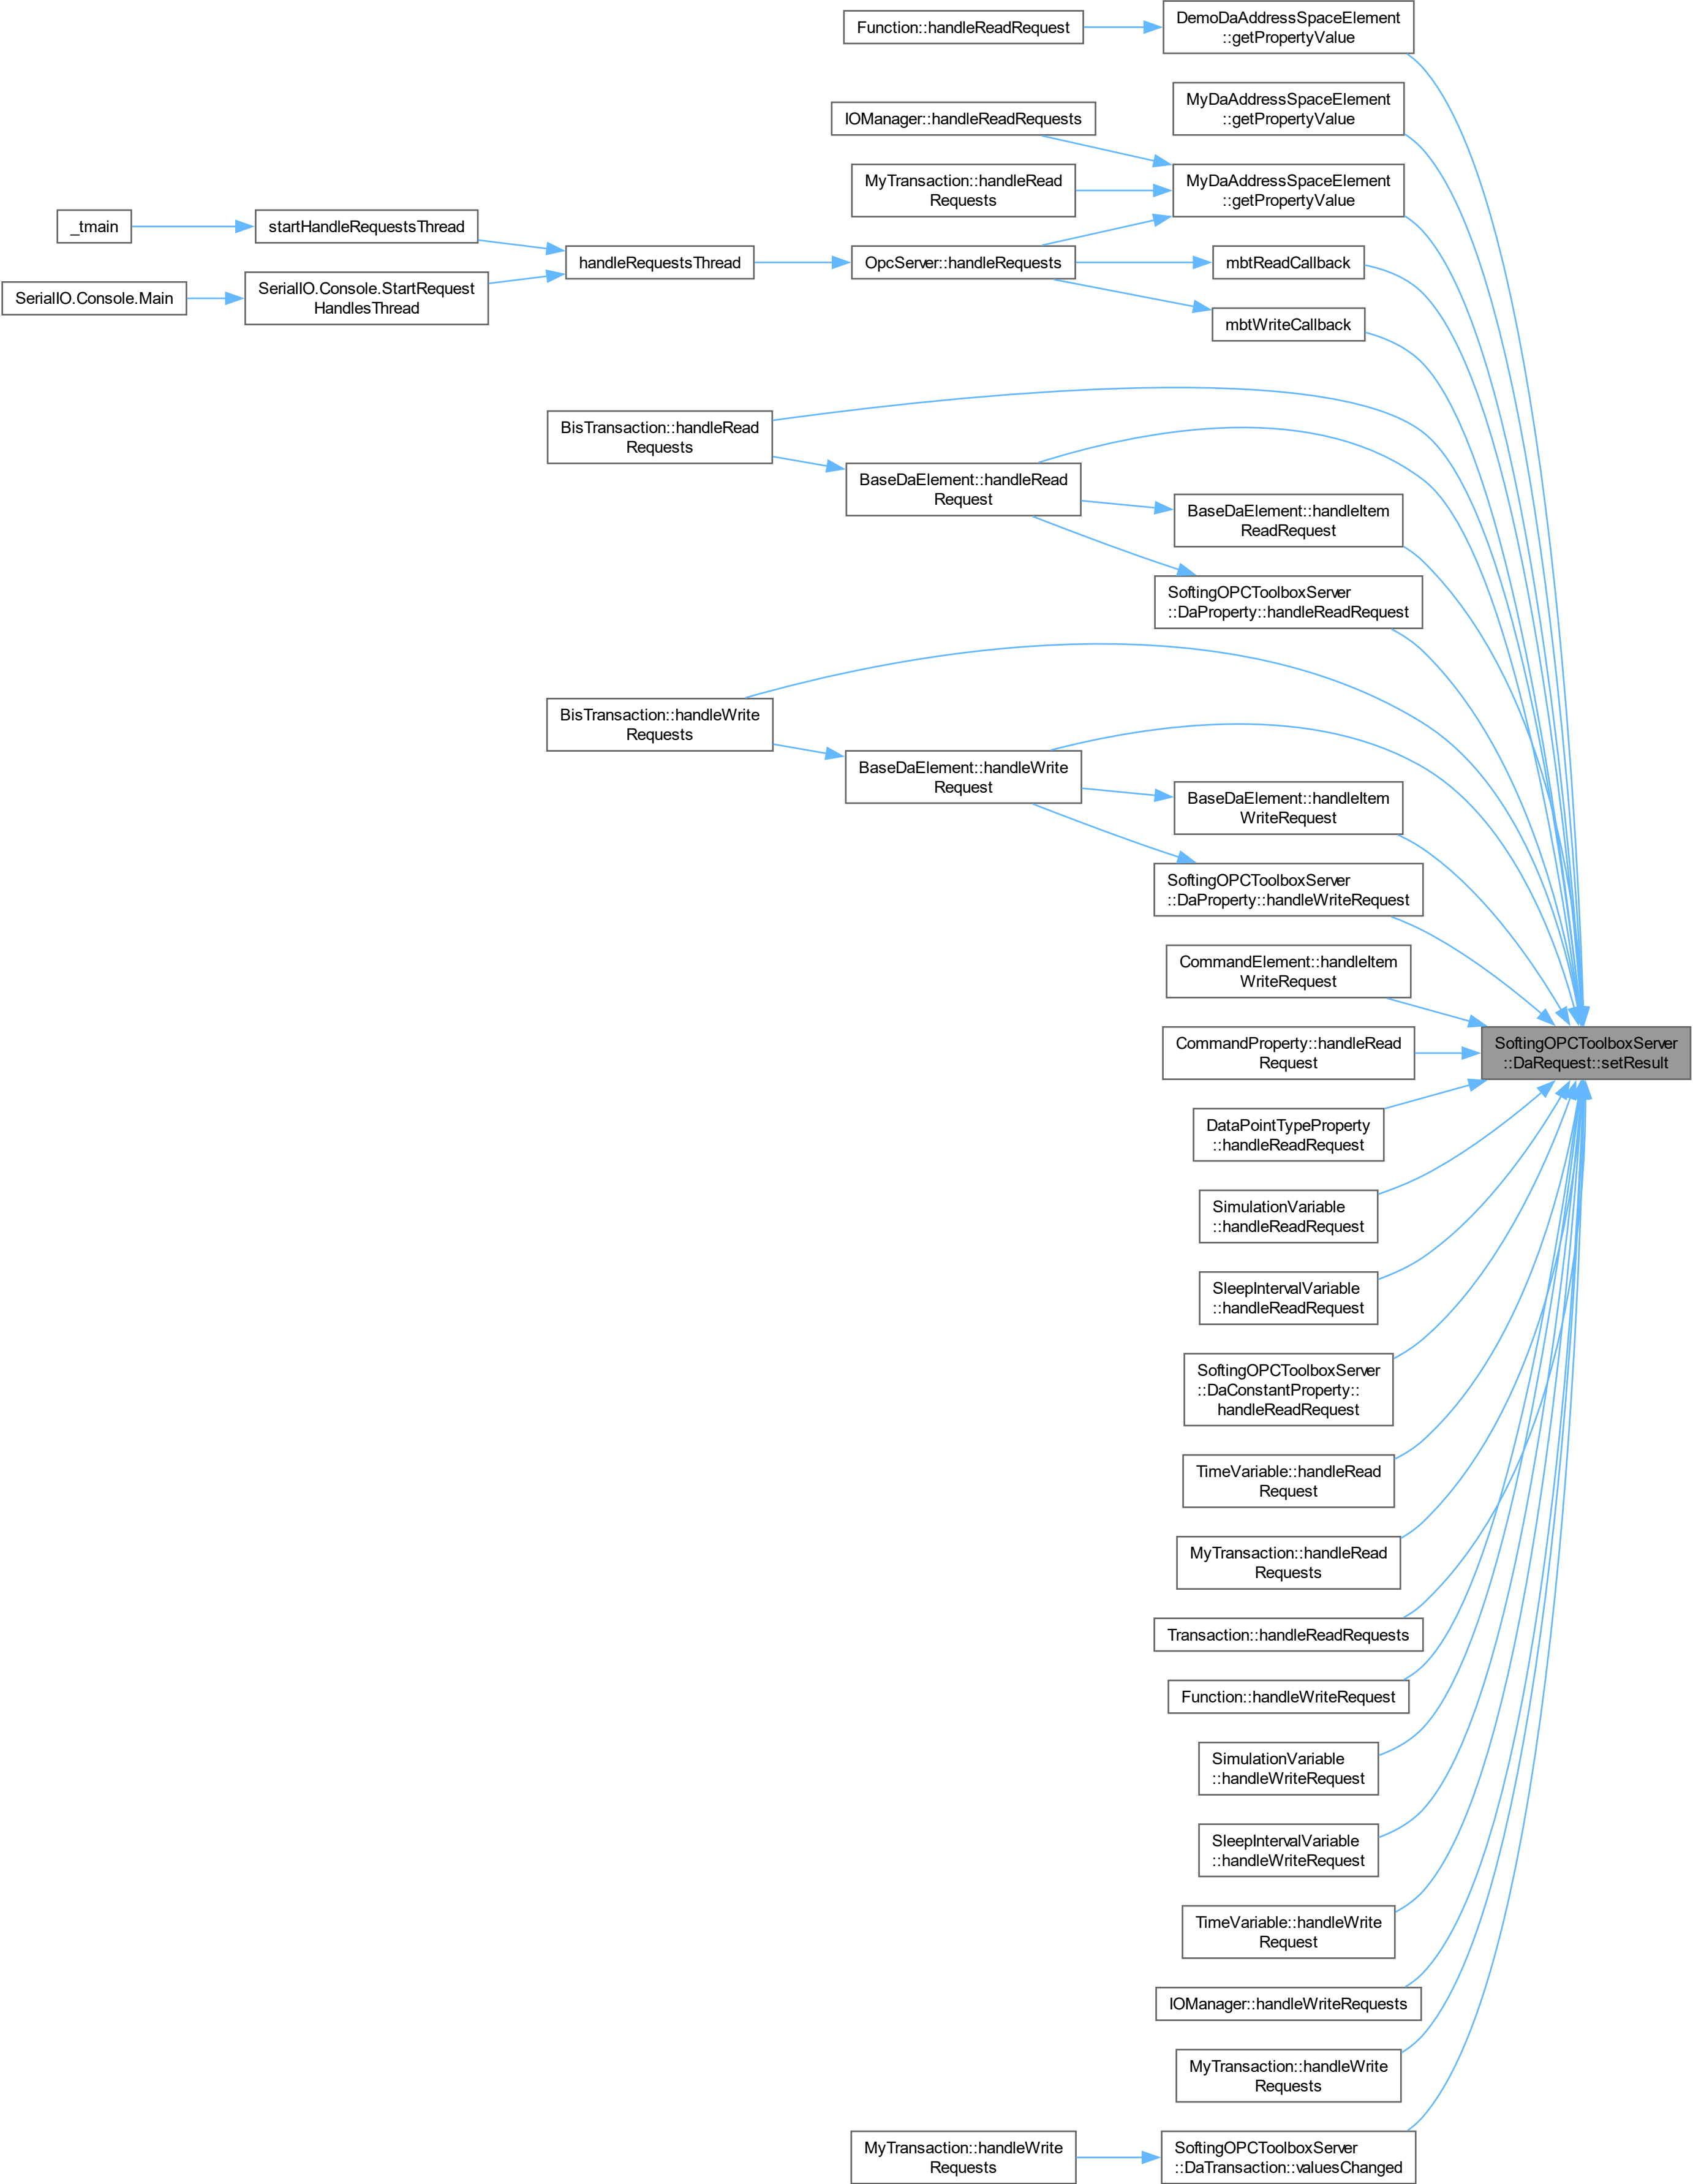 Function::handleReadRequest
DemoDaAddressSpaceElement
::getPropertyValue
MyDaAddressSpaceElement
::getPropertyValue
IOManager::handleReadRequests
MyTransaction::handleRead
Requests
MyDaAddressSpaceElement
::getPropertyValue
_tmain
startHandleRequestsThread
SerialIO.Console.Main
SerialIO.Console.StartRequest
HandlesThread
handleRequestsThread
OpcServer::handleRequests
mbtReadCallback
mbtWriteCallback
BisTransaction::handleRead
Requests
BaseDaElement::handleRead
Request
BaseDaElement::handleItem
ReadRequest
SoftingOPCToolboxServer
::DaProperty::handleReadRequest
BisTransaction::handleWrite
Requests
BaseDaElement::handleWrite
Request
BaseDaElement::handleItem
WriteRequest
SoftingOPCToolboxServer
::DaProperty::handleWriteRequest
CommandElement::handleItem
WriteRequest
SoftingOPCToolboxServer
::DaRequest::setResult
CommandProperty::handleRead
Request
DataPointTypeProperty
::handleReadRequest
SimulationVariable
::handleReadRequest
SleepIntervalVariable
::handleReadRequest
SoftingOPCToolboxServer
::DaConstantProperty::
handleReadRequest
TimeVariable::handleRead
Request
MyTransaction::handleRead
Requests
Transaction::handleReadRequests
Function::handleWriteRequest
SimulationVariable
::handleWriteRequest
SleepIntervalVariable
::handleWriteRequest
TimeVariable::handleWrite
Request
IOManager::handleWriteRequests
MyTransaction::handleWrite
Requests
MyTransaction::handleWrite
Requests
SoftingOPCToolboxServer
::DaTransaction::valuesChanged